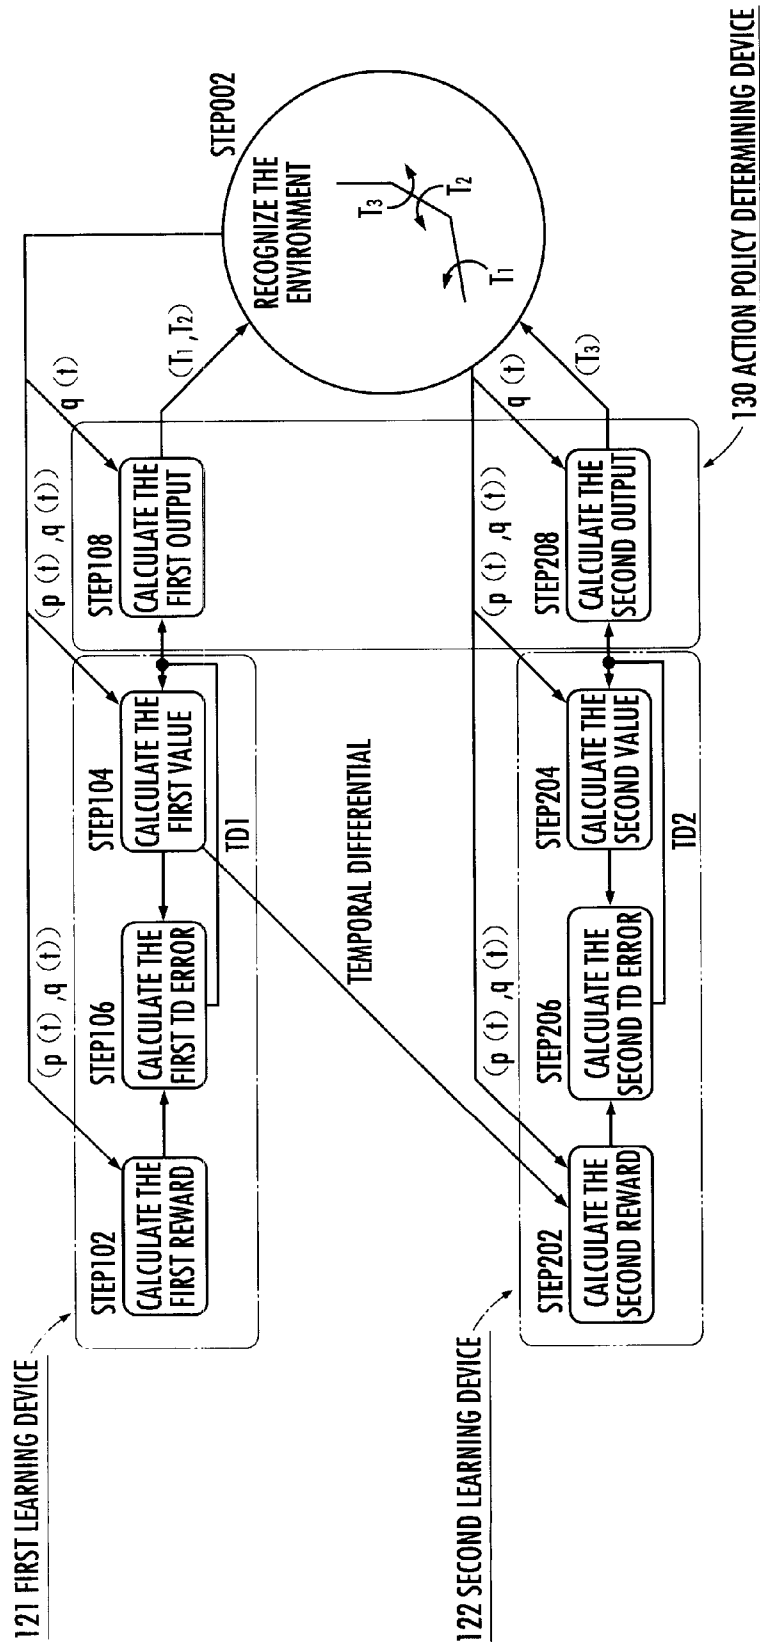 121 FIRST LEARNING DEVICE
STEP102
CALCULATE THE
FIRST REWARD
(p (t) ,q (t))
STEP106
CALCULATE THE
FIRST TD ERROR
TD1
STEP104
CALCULATE THE
FIRST VALUE
(p (t) ,q (t))
STEP108
CALCULATE THE
FIRST OUTPUT
q (t)
(T1 ,T2)
STEP002
RECOGNIZE THE
ENVIRONMENT
T3
T2
T1
TEMPORAL DIFFERENTIAL
122 SECOND LEARNING DEVICE
STEP202
CALCULATE THE
SECOND REWARD
(p (t) ,q (t))
STEP206
CALCULATE THE
SECOND TD ERROR
TD2
STEP204
CALCULATE THE
SECOND VALUE
(p (t) ,q (t))
STEP208
CALCULATE THE
SECOND OUTPUT
q (t)
(T3)
130 ACTION POLICY DETERMINING DEVICE